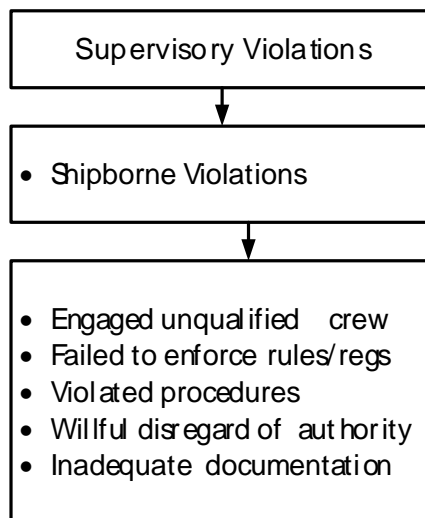 Supervisory Violations
• Shipborne Violations
• Engaged unqualified crew
• Failed to enforce rules/regs
• Violated procedures
• Willful disregard of authority
• Inadequate documentation